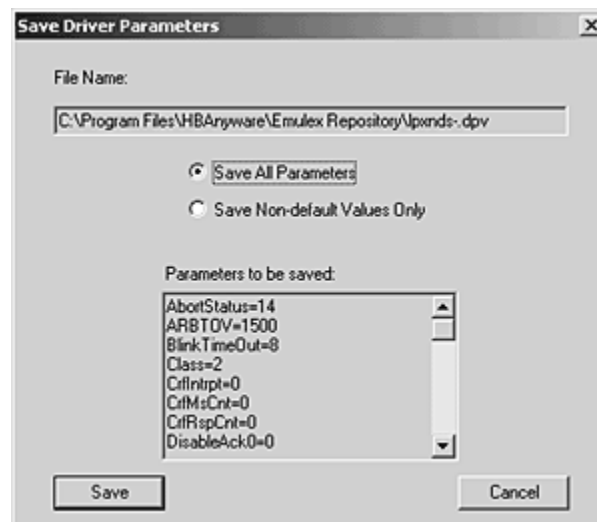 Save Driver Parameters
File Name:
C:\Program Files\HBAnyware\Emulex Repository\lpxnds-.dpv
Save All Parameters
Save Non-default Values Only
Parameters to be saved:
AbortStatus=14
ARBTOV=1500
BlinkTimeOut=8
Class=2
CrfIntrpt=0
CrfMsCnt=0
CrfRspCnt=0
DisableAck0=0
Save
Cancel